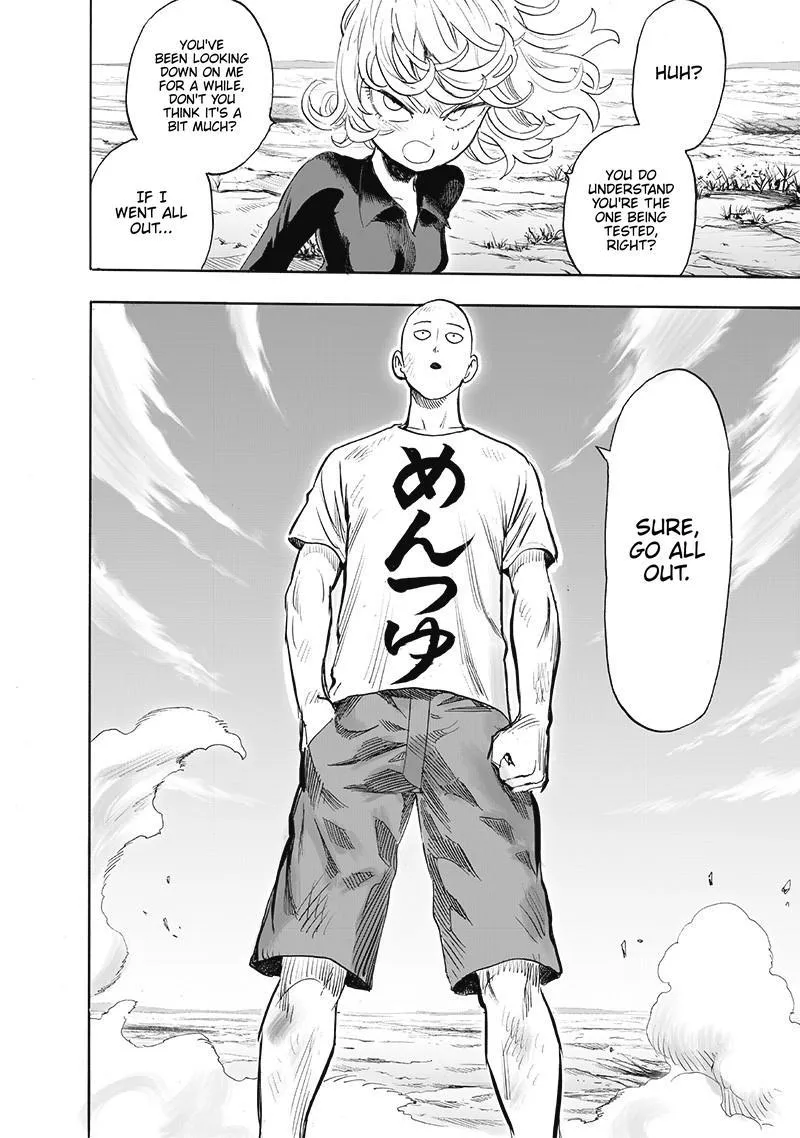 HUH?
YOU DO
UNDERSTAND
YOU'RE THE
ONE BEING
TESTED,
RIGHT?
YOU'VE
BEEN LOOKING
DOWN ON ME
FOR A WHILE,
DON'T YOU
THINK IT'S A
BIT MUCH?
IF I
WENT ALL
OUT...
SURE,
GO ALL
OUT.
めんつゆ